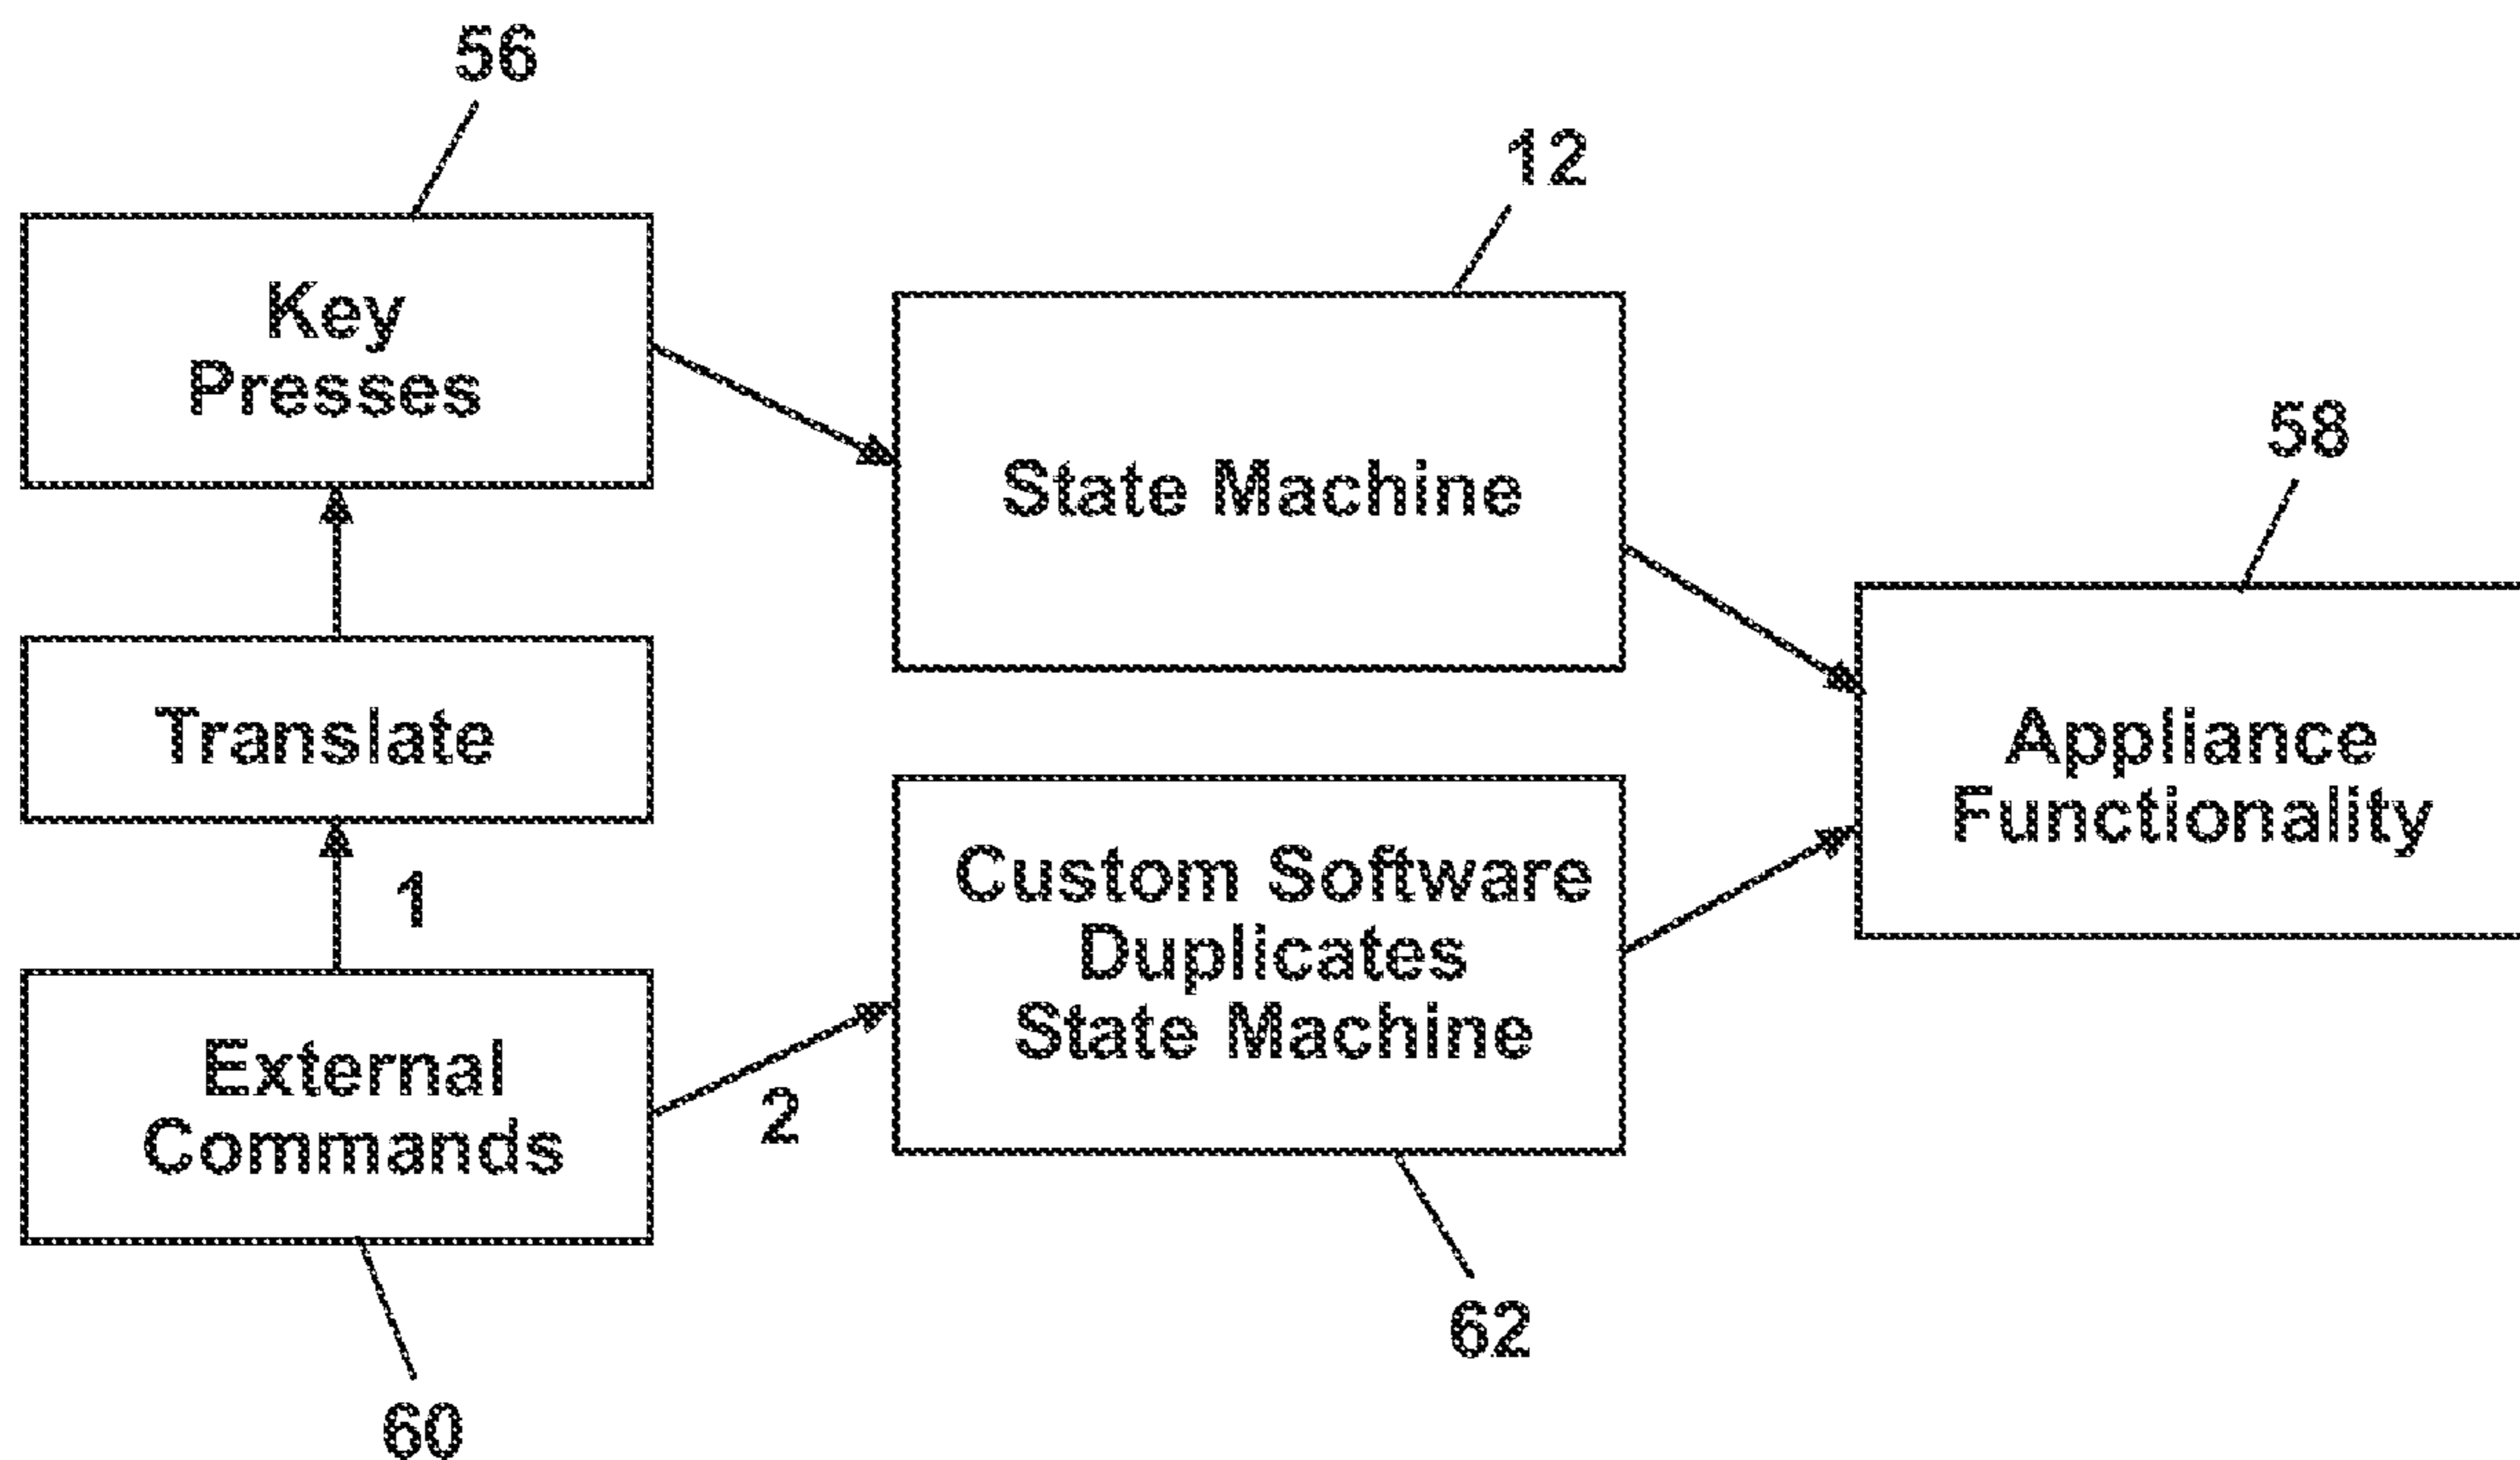 56
12
Key
Presses
State Machine
58
Translate
Appliance
Functionality
1
Custom Software
Duplicates
State Machine
External
Commands
2
62
60